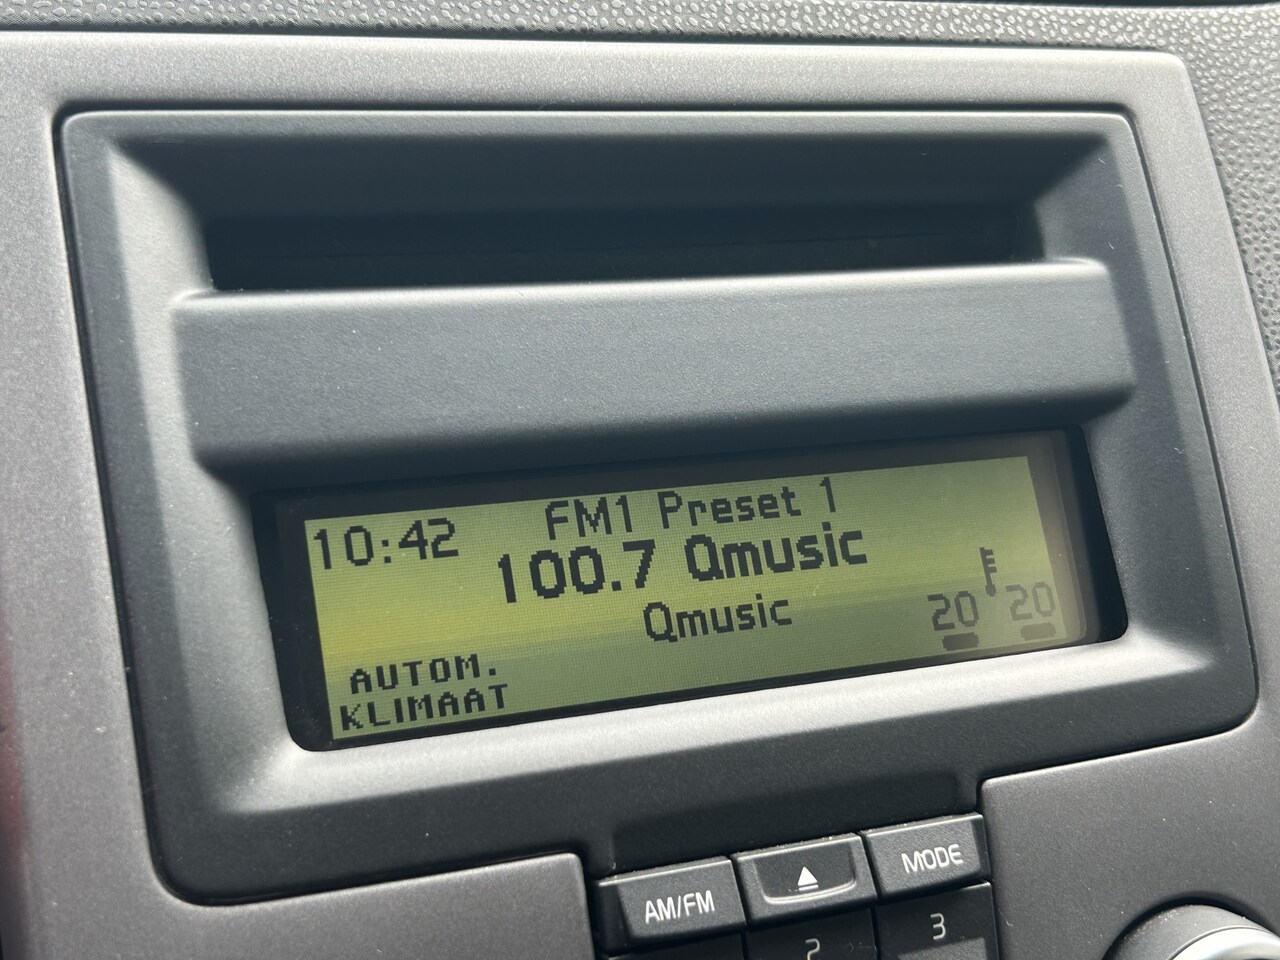 10:42 FM1 Preset 1
100.7 Qmusic
Qmusic
20 20
AUTOM.
KLIMAAT
AM/FM
MODE
2
3